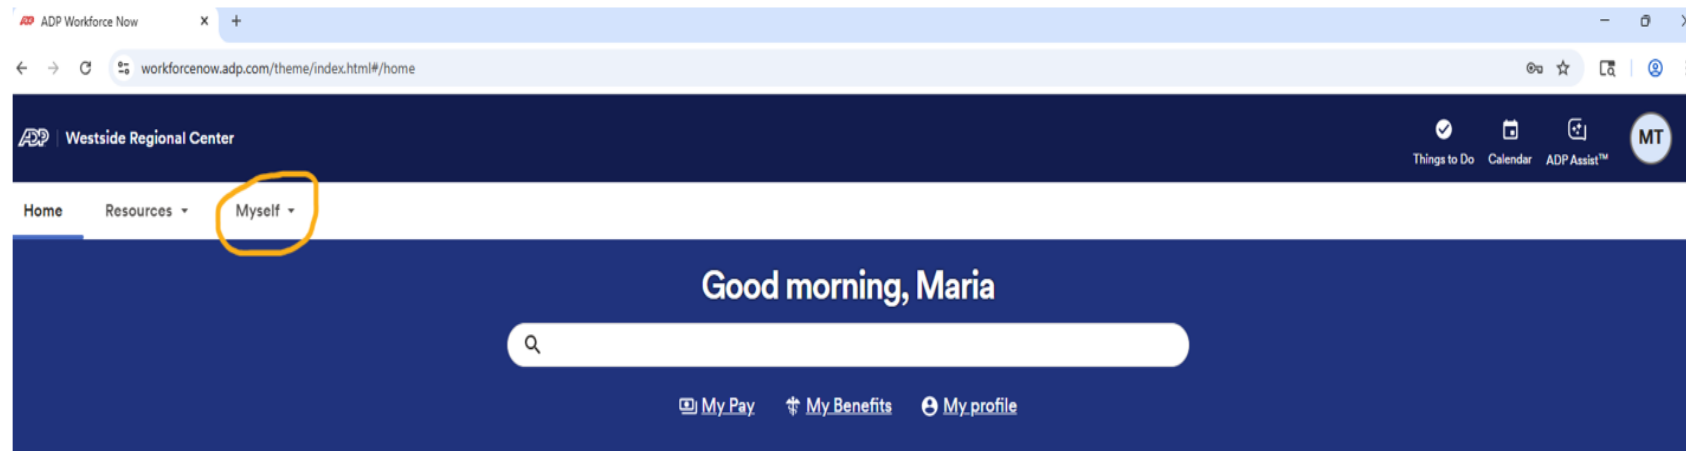 ADP Workforce Now
workforcenow.adp.com/theme/index.html#/home
ADP Westside Regional Center
Things to Do Calendar ADP Assist™ MT
Home Resources Myself
Good morning, Maria
My Pay My Benefits My profile